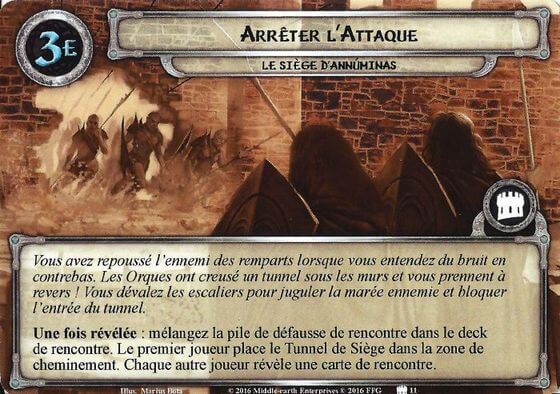 3E
ARRÊTER L'ATTAQUE
LE SIÈGE D'ANNÚMINAS
Vous avez repoussé l'ennemi des remparts lorsque vous entendez du bruit en
contrebas. Les Orques ont creusé un tunnel sous les murs et vous prennent à
revers ! Vous dévalez les escaliers pour juguler la marée ennemie et bloquer
l'entrée du tunnel.
Une fois révélée : mélangez la pile de défausse de rencontre dans le deck
de rencontre. Le premier joueur place le Tunnel de Siège dans la zone de
cheminement. Chaque autre joueur révèle une carte de rencontre.
Illus. Marius Bota © 2016 Middle-earth Enterprises © 2016 FFG 11